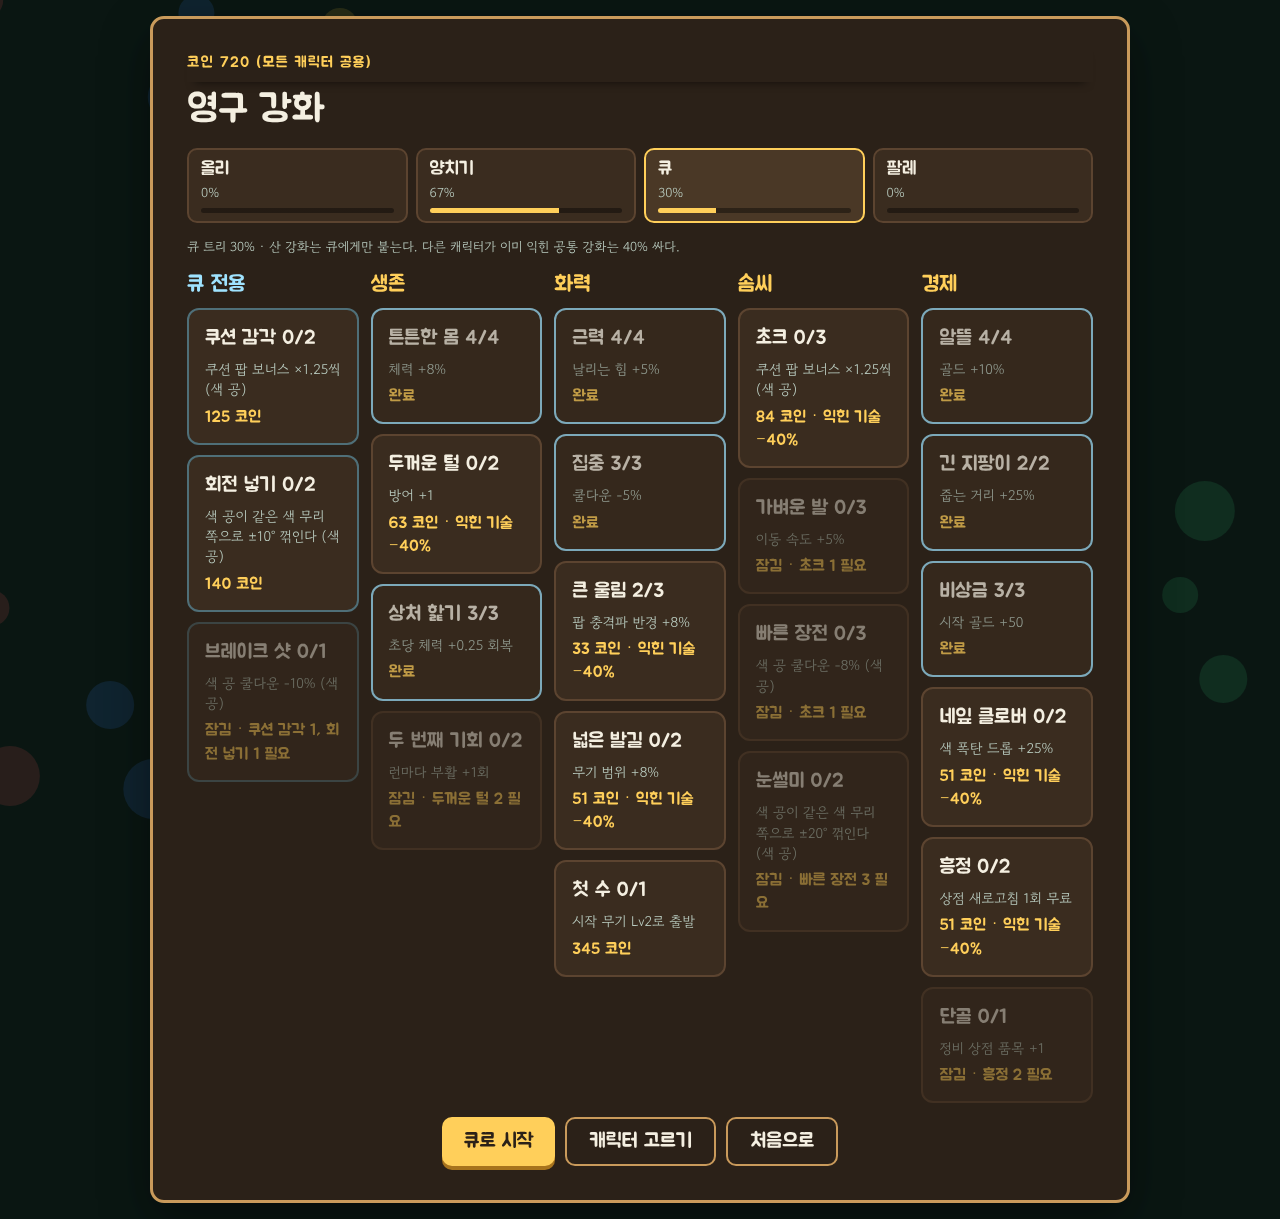 코인 720 (모든 캐릭터 공용)
영구 강화
올리
0%
양치기
67%
큐
30%
팔레
0%
큐 트리 30% · 산 강화는 큐에게만 붙는다. 다른 캐릭터가 이미 익힌 공통 강화는 40% 싸다.
큐 전용
쿠션 감각 0/2
쿠션 팝 보너스 ×1.25씩
(색 공)
125 코인
회전 넣기 0/2
색 공이 같은 색 무리
쪽으로 ±10° 꺾인다 (색
공)
140 코인
브레이크 샷 0/1
색 공 쿨다운 -10% (색
공)
잠김 · 쿠션 감각 1, 회
전 넣기 1 필요
생존
튼튼한 몸 4/4
체력 +8%
완료
두꺼운 털 0/2
방어 +1
63 코인 · 익힌 기술
−40%
상처 핥기 3/3
초당 체력 +0.25 회복
완료
두 번째 기회 0/2
런마다 부활 +1회
잠김 · 두꺼운 털 2 필
요
화력
근력 4/4
날리는 힘 +5%
완료
집중 3/3
쿨다운 -5%
완료
큰 울림 2/3
팝 충격파 반경 +8%
33 코인 · 익힌 기술
−40%
넓은 발길 0/2
무기 범위 +8%
51 코인 · 익힌 기술
−40%
첫 수 0/1
시작 무기 Lv2로 출발
345 코인
솜씨
초크 0/3
쿠션 팝 보너스 ×1.25씩
(색 공)
84 코인 · 익힌 기술
−40%
가벼운 발 0/3
이동 속도 +5%
잠김 · 초크 1 필요
빠른 장전 0/3
색 공 쿨다운 -8% (색
공)
잠김 · 초크 1 필요
눈썰미 0/2
색 공이 같은 색 무리
쪽으로 ±20° 꺾인다
(색 공)
잠김 · 빠른 장전 3 필
요
경제
알뜰 4/4
골드 +10%
완료
긴 지팡이 2/2
줍는 거리 +25%
완료
비상금 3/3
시작 골드 +50
완료
네잎 클로버 0/2
색 폭탄 드롭 +25%
51 코인 · 익힌 기술
−40%
흥정 0/2
상점 새로고침 1회 무료
51 코인 · 익힌 기술
−40%
단골 0/1
정비 상점 품목 +1
잠김 · 흥정 2 필요
큐로 시작
캐릭터 고르기
처음으로